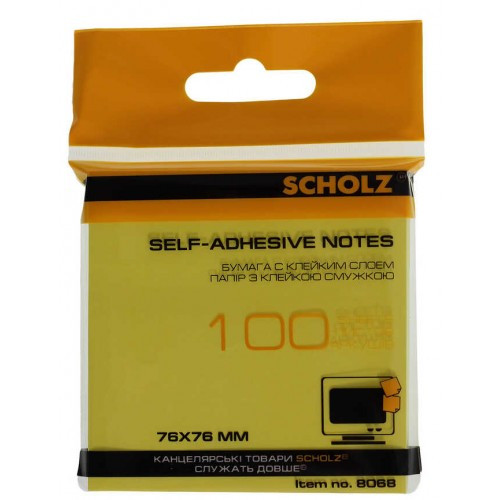 SCHOLZ
SELF-ADHESIVE NOTES
БУМАГА С КЛЕЙКИМ СЛОЕМ
ПАПІР З КЛЕЙКОЮ СМУЖКОЮ
100
76X76 MM
КАНЦЕЛЯРСЬКІ ТОВАРИ SCHOLZ®
СЛУЖАТЬ ДОВШЕ®
Item no. 8068